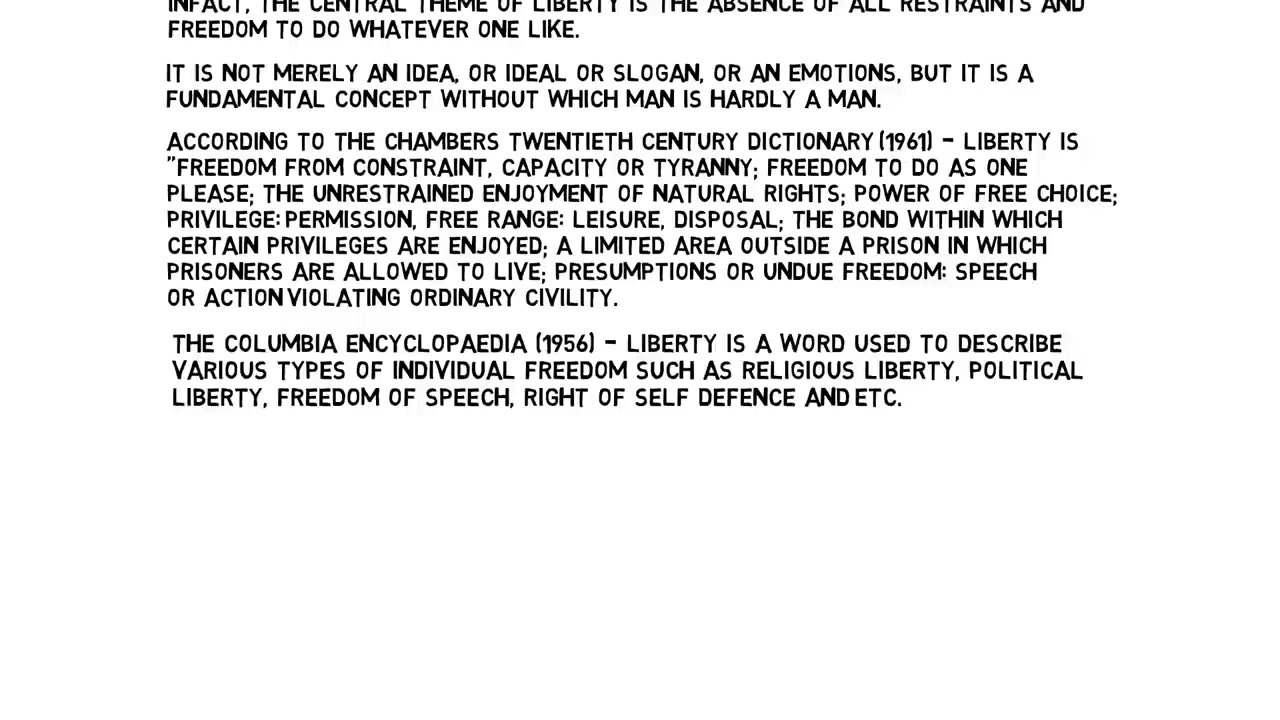 INFACT, THE CENTRAL THEME OF LIBERTY IS THE ABSENCE OF ALL RESTRAINTS AND
FREEDOM TO DO WHATEVER ONE LIKE.
IT IS NOT MERELY AN IDEA, OR IDEAL OR SLOGAN, OR AN EMOTIONS, BUT IT IS A
FUNDAMENTAL CONCEPT WITHOUT WHICH MAN IS HARDLY A MAN.
ACCORDING TO THE CHAMBERS TWENTIETH CENTURY DICTIONARY (1961) - LIBERTY IS
"FREEDOM FROM CONSTRAINT, CAPACITY OR TYRANNY; FREEDOM TO DO AS ONE
PLEASE; THE UNRESTRAINED ENJOYMENT OF NATURAL RIGHTS; POWER OF FREE CHOICE;
PRIVILEGE: PERMISSION, FREE RANGE: LEISURE, DISPOSAL; THE BOND WITHIN WHICH
CERTAIN PRIVILEGES ARE ENJOYED; A LIMITED AREA OUTSIDE A PRISON IN WHICH
PRISONERS ARE ALLOWED TO LIVE; PRESUMPTIONS OR UNDUE FREEDOM: SPEECH
OR ACTION VIOLATING ORDINARY CIVILITY.
THE COLUMBIA ENCYCLOPAEDIA (1956) - LIBERTY IS A WORD USED TO DESCRIBE
VARIOUS TYPES OF INDIVIDUAL FREEDOM SUCH AS RELIGIOUS LIBERTY, POLITICAL
LIBERTY, FREEDOM OF SPEECH, RIGHT OF SELF DEFENCE AND ETC.